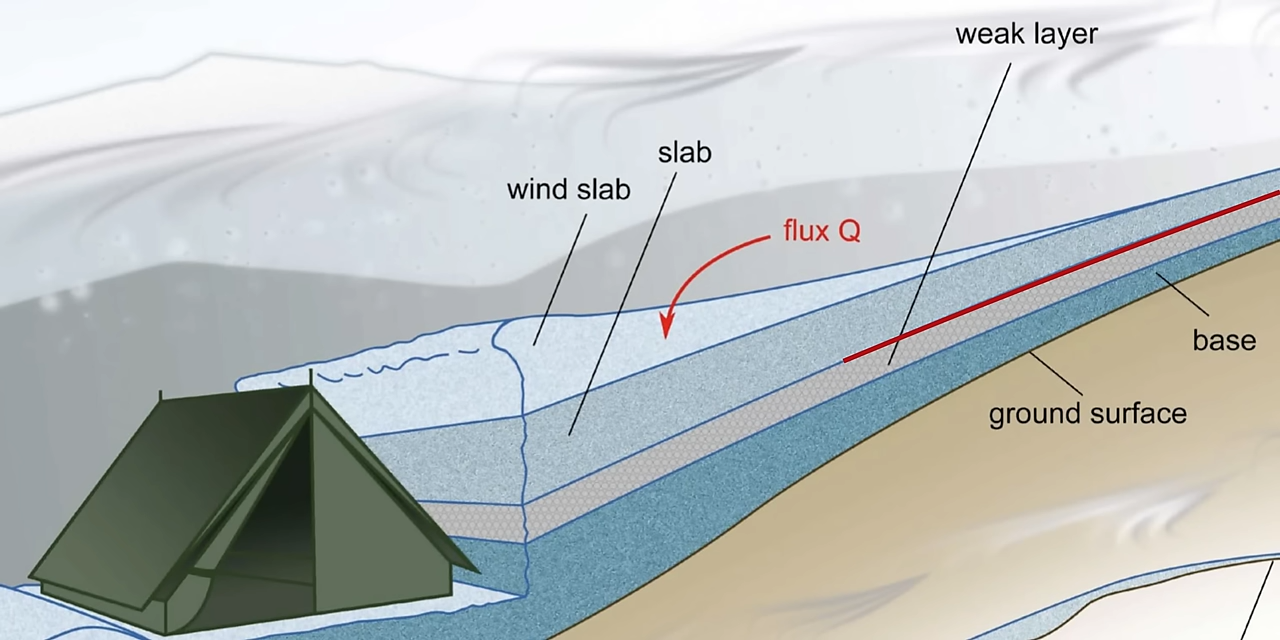 weak layer
slab
wind slab
flux Q
base
ground surface